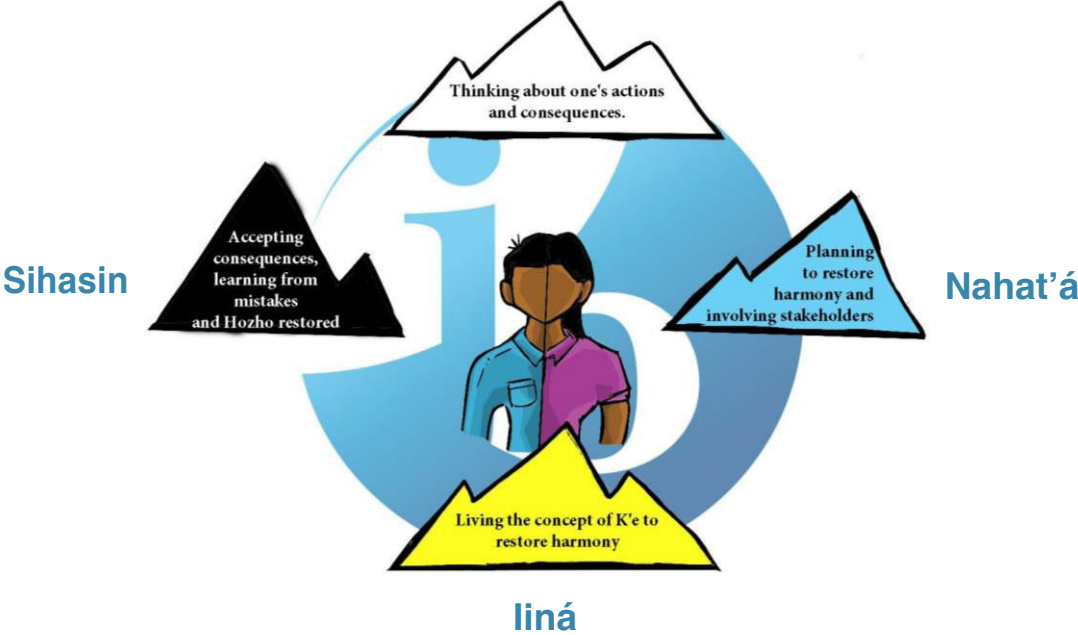 Thinking about one's actions
and consequences.
Accepting
consequences,
learning from
mistakes
and Hozho restored
Sihasin
Planning
to restore
harmony and
involving stakeholders
Nahat’á
Living the concept of K'e to
restore harmony
Iiná